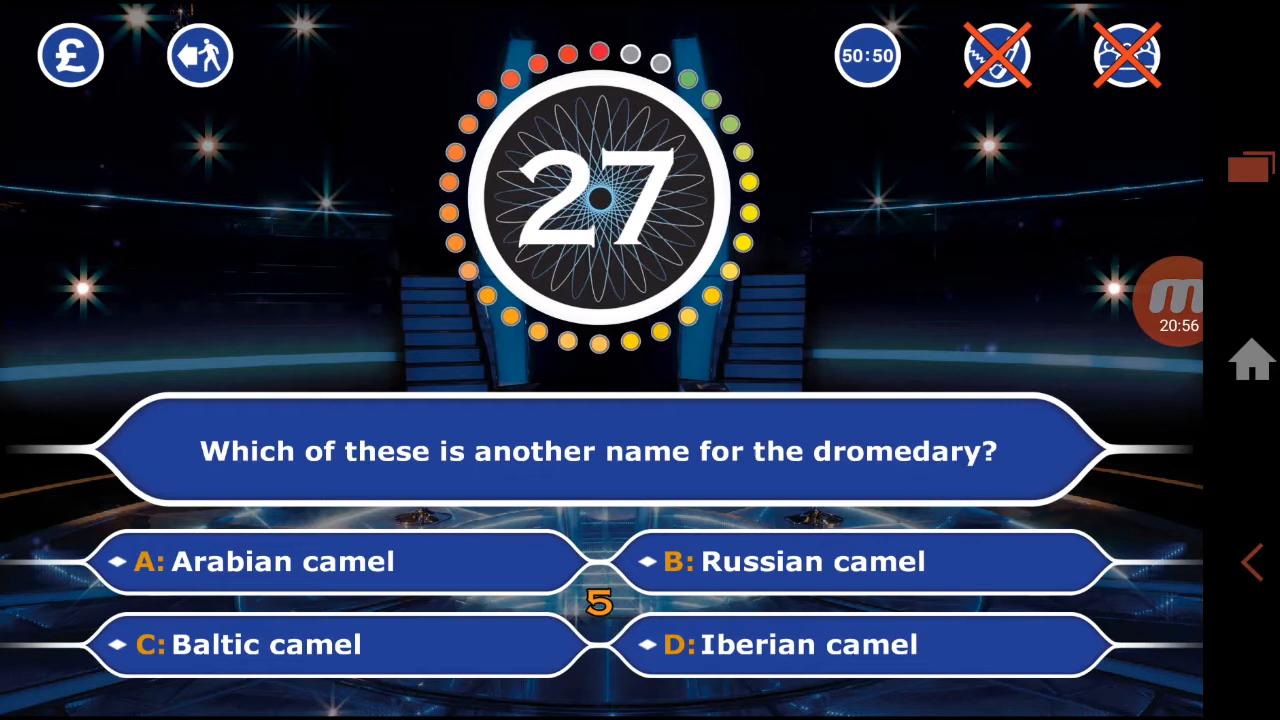 £
50:50
27
m
20:56
Which of these is another name for the dromedary?
A: Arabian camel
B: Russian camel
5
C: Baltic camel
D: Iberian camel